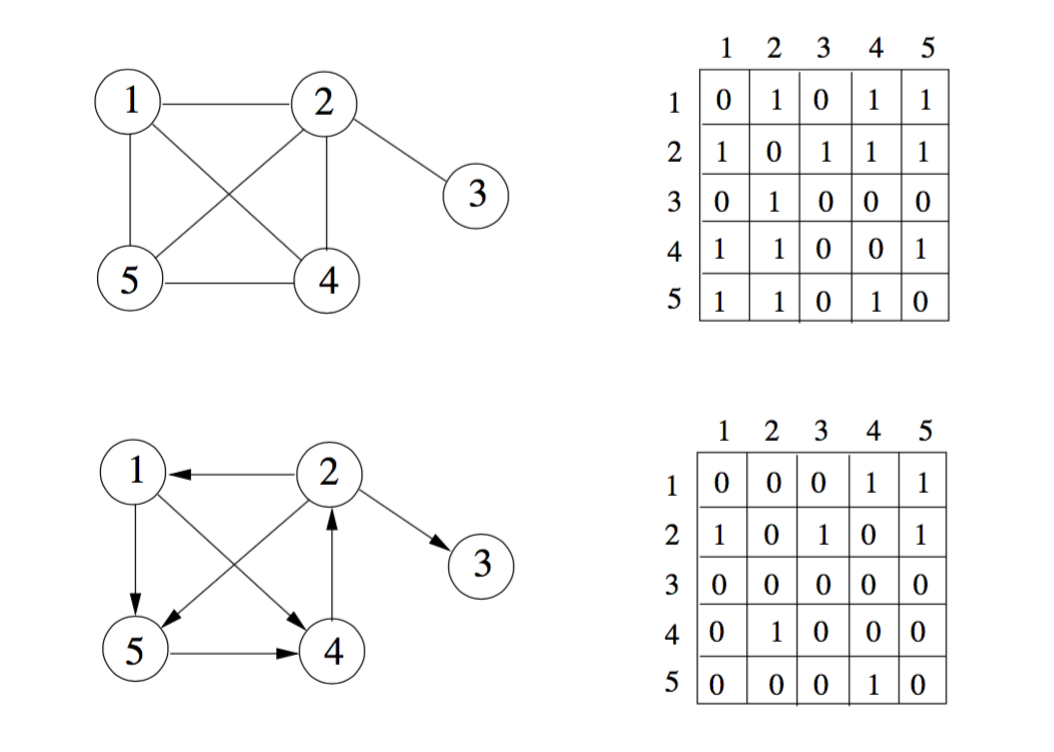 1 2
3
5 4
1 2 3 4 5
1 0 1 0 1 1
2 1 0 1 1 1
3 0 1 0 0 0
4 1 1 0 0 1
5 1 1 0 1 0
1 2
3
5 4
1 2 3 4 5
1 0 0 0 1 1
2 1 0 1 0 1
3 0 0 0 0 0
4 0 1 0 0 0
5 0 0 0 1 0